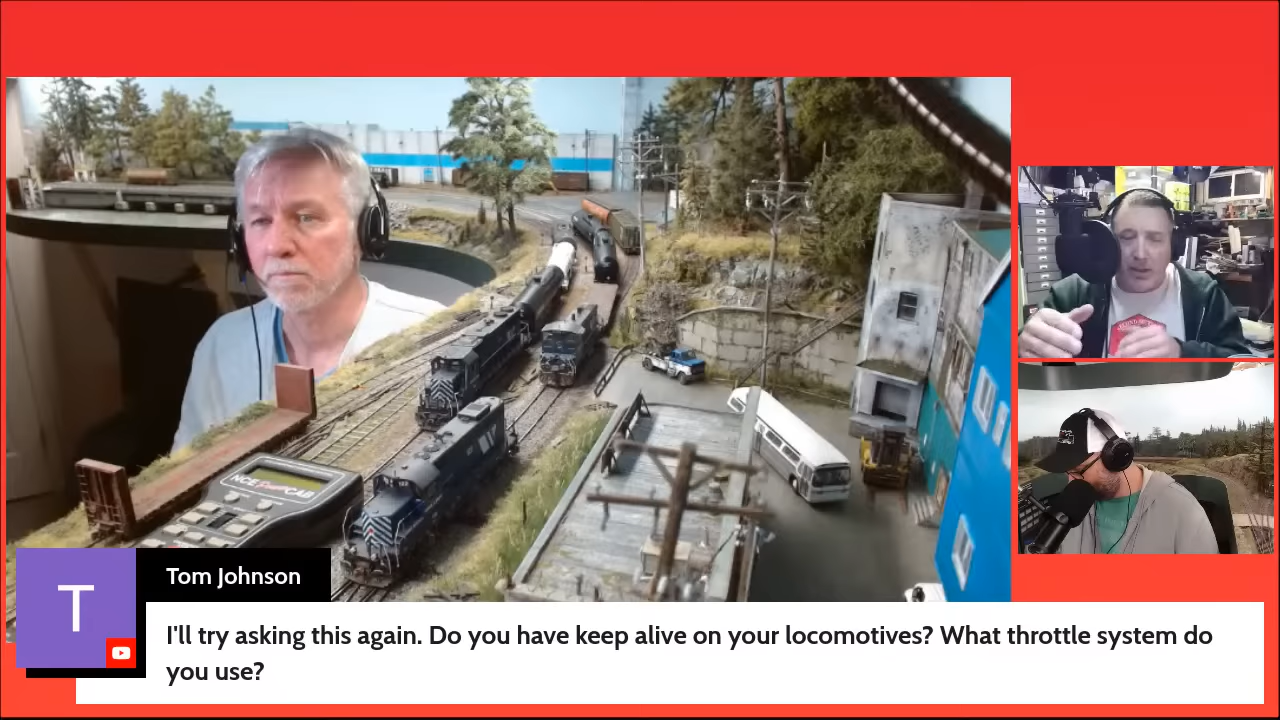 NCE PowerCAB
T
Tom Johnson
I'll try asking this again. Do you have keep alive on your locomotives? What throttle system do
you use?